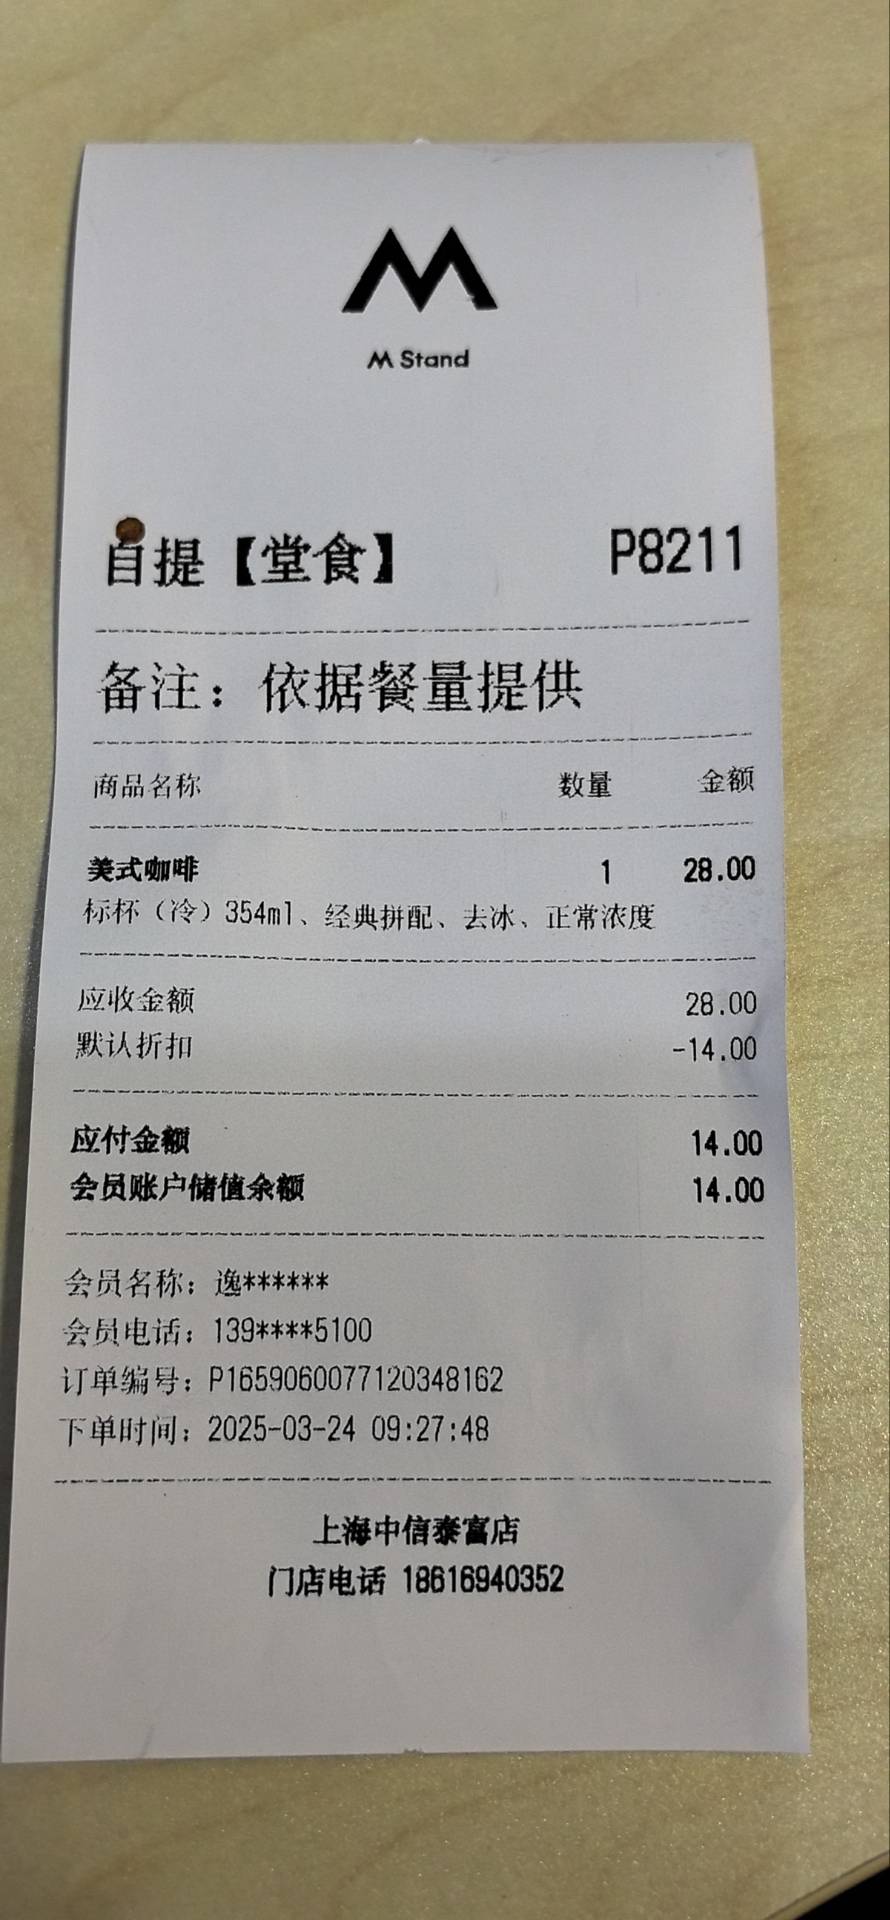 M Stand
自提【堂食】 P8211
备注：依据餐量提供
商品名称 数量 金额
美式咖啡 1 28.00
标杯（冷）354ml、经典拼配、去冰、正常浓度
应收金额 28.00
默认折扣 -14.00
应付金额 14.00
会员账户储值余额 14.00
会员名称：逸******
会员电话：139****5100
订单编号：P1659060077120348162
下单时间：2025-03-24 09:27:48
上海中信泰富店
门店电话 18616940352